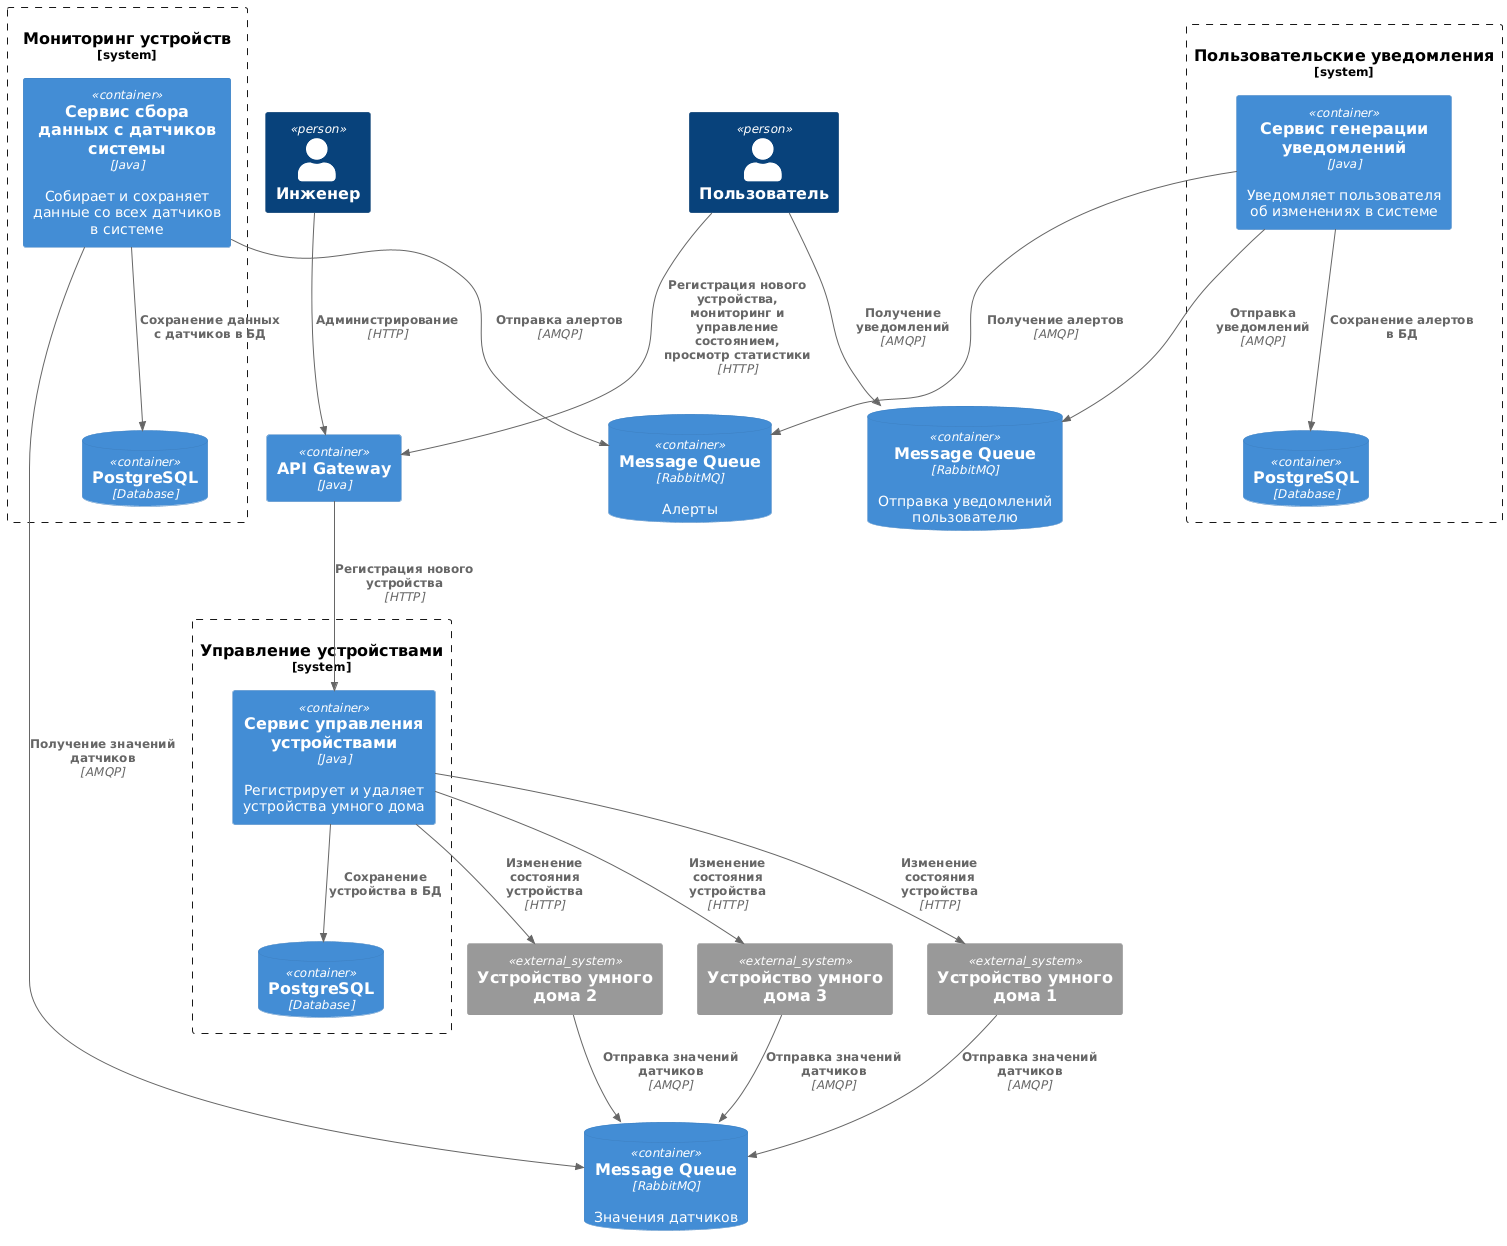 Мониторинг устройств
[system]
«container»
Сервис сбора
данных с датчиков
системы
[Java]
Собирает и сохраняет
данные со всех датчиков
в системе
«person»
Инженер
«person»
Пользователь
Пользовательские уведомления
[system]
«container»
Сервис генерации
уведомлений
[Java]
Уведомляет пользователя
об изменениях в системе
Сохранение данных
с датчиков в БД
Администрирование
[HTTP]
Отправка алертов
[AMQP]
Регистрация нового
устройства,
мониторинг и
управление
состоянием,
просмотр статистики
[HTTP]
Получение
уведомлений
[AMQP]
Получение алертов
[AMQP]
Отправка
уведомлений
[AMQP]
Сохранение алертов
в БД
«container»
PostgreSQL
[Database]
«container»
API Gateway
[Java]
«container»
Message Queue
[RabbitMQ]
Алерты
«container»
Message Queue
[RabbitMQ]
Отправка уведомлений
пользователю
«container»
PostgreSQL
[Database]
Регистрация нового
устройства
[HTTP]
Управление устройствами
[system]
«container»
Сервис управления
устройствами
[Java]
Регистрирует и удаляет
устройства умного дома
Получение значений
датчиков
[AMQP]
Сохранение
устройства в БД
Изменение
состояния
устройства
[HTTP]
Изменение
состояния
устройства
[HTTP]
Изменение
состояния
устройства
[HTTP]
«container»
PostgreSQL
[Database]
«external_system»
Устройство умного
дома 2
«external_system»
Устройство умного
дома 3
«external_system»
Устройство умного
дома 1
Отправка значений
датчиков
[AMQP]
Отправка значений
датчиков
[AMQP]
Отправка значений
датчиков
[AMQP]
«container»
Message Queue
[RabbitMQ]
Значения датчиков